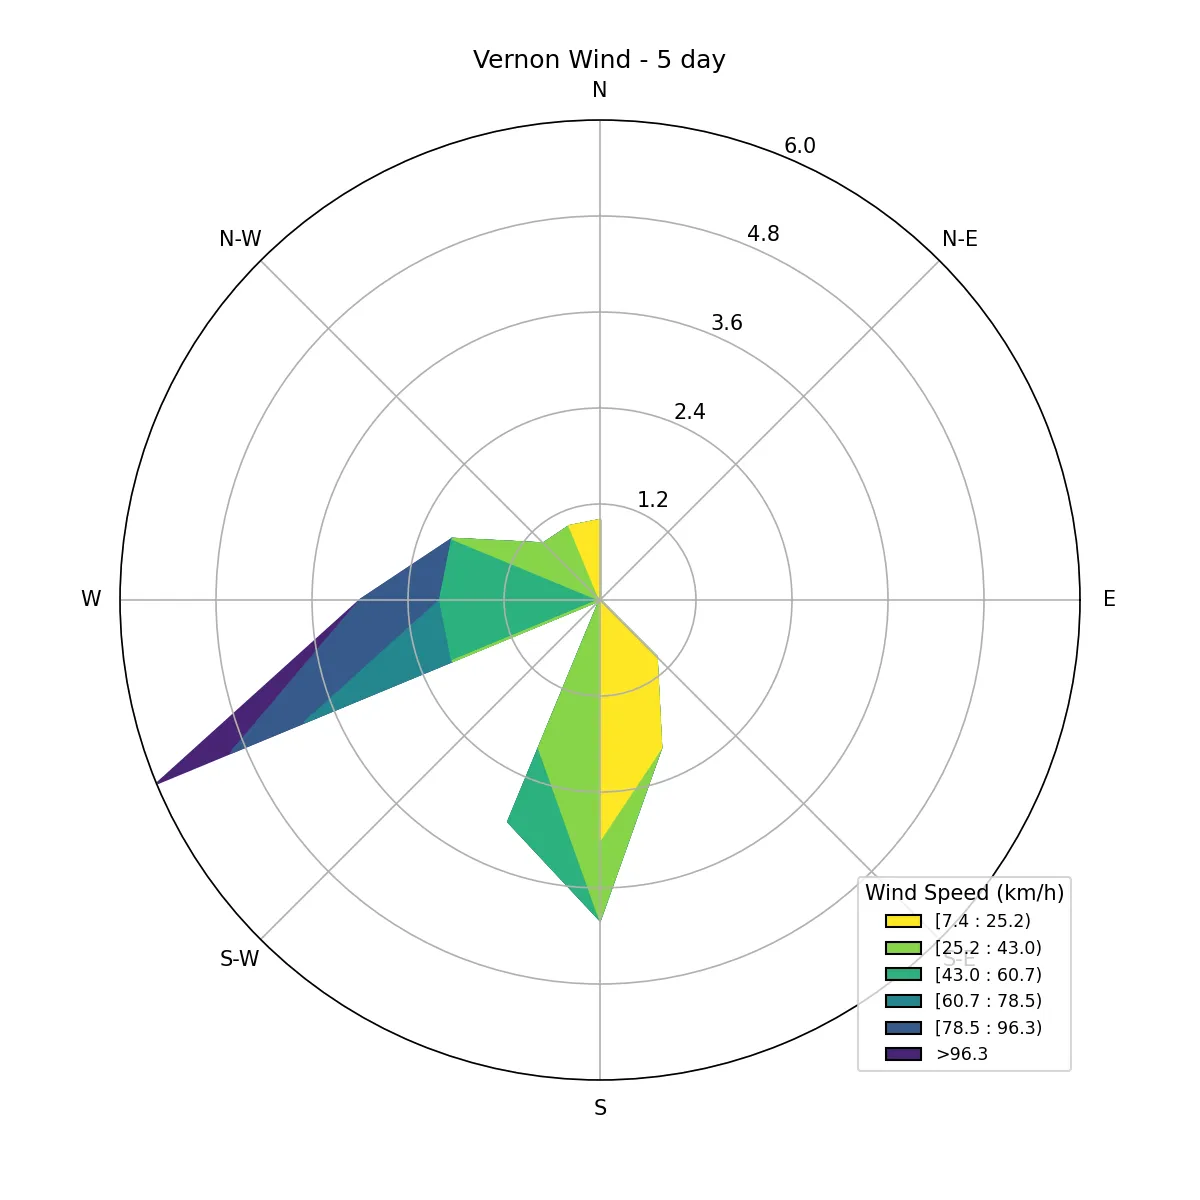 Vernon Wind - 5 day
N
6.0
N-W
4.8
N-E
3.6
2.4
1.2
W
E
Wind Speed (km/h)
[7.4 : 25.2)
[25.2 : 43.0)
S-W
S-E
[43.0 : 60.7)
[60.7 : 78.5)
[78.5 : 96.3)
>96.3
S